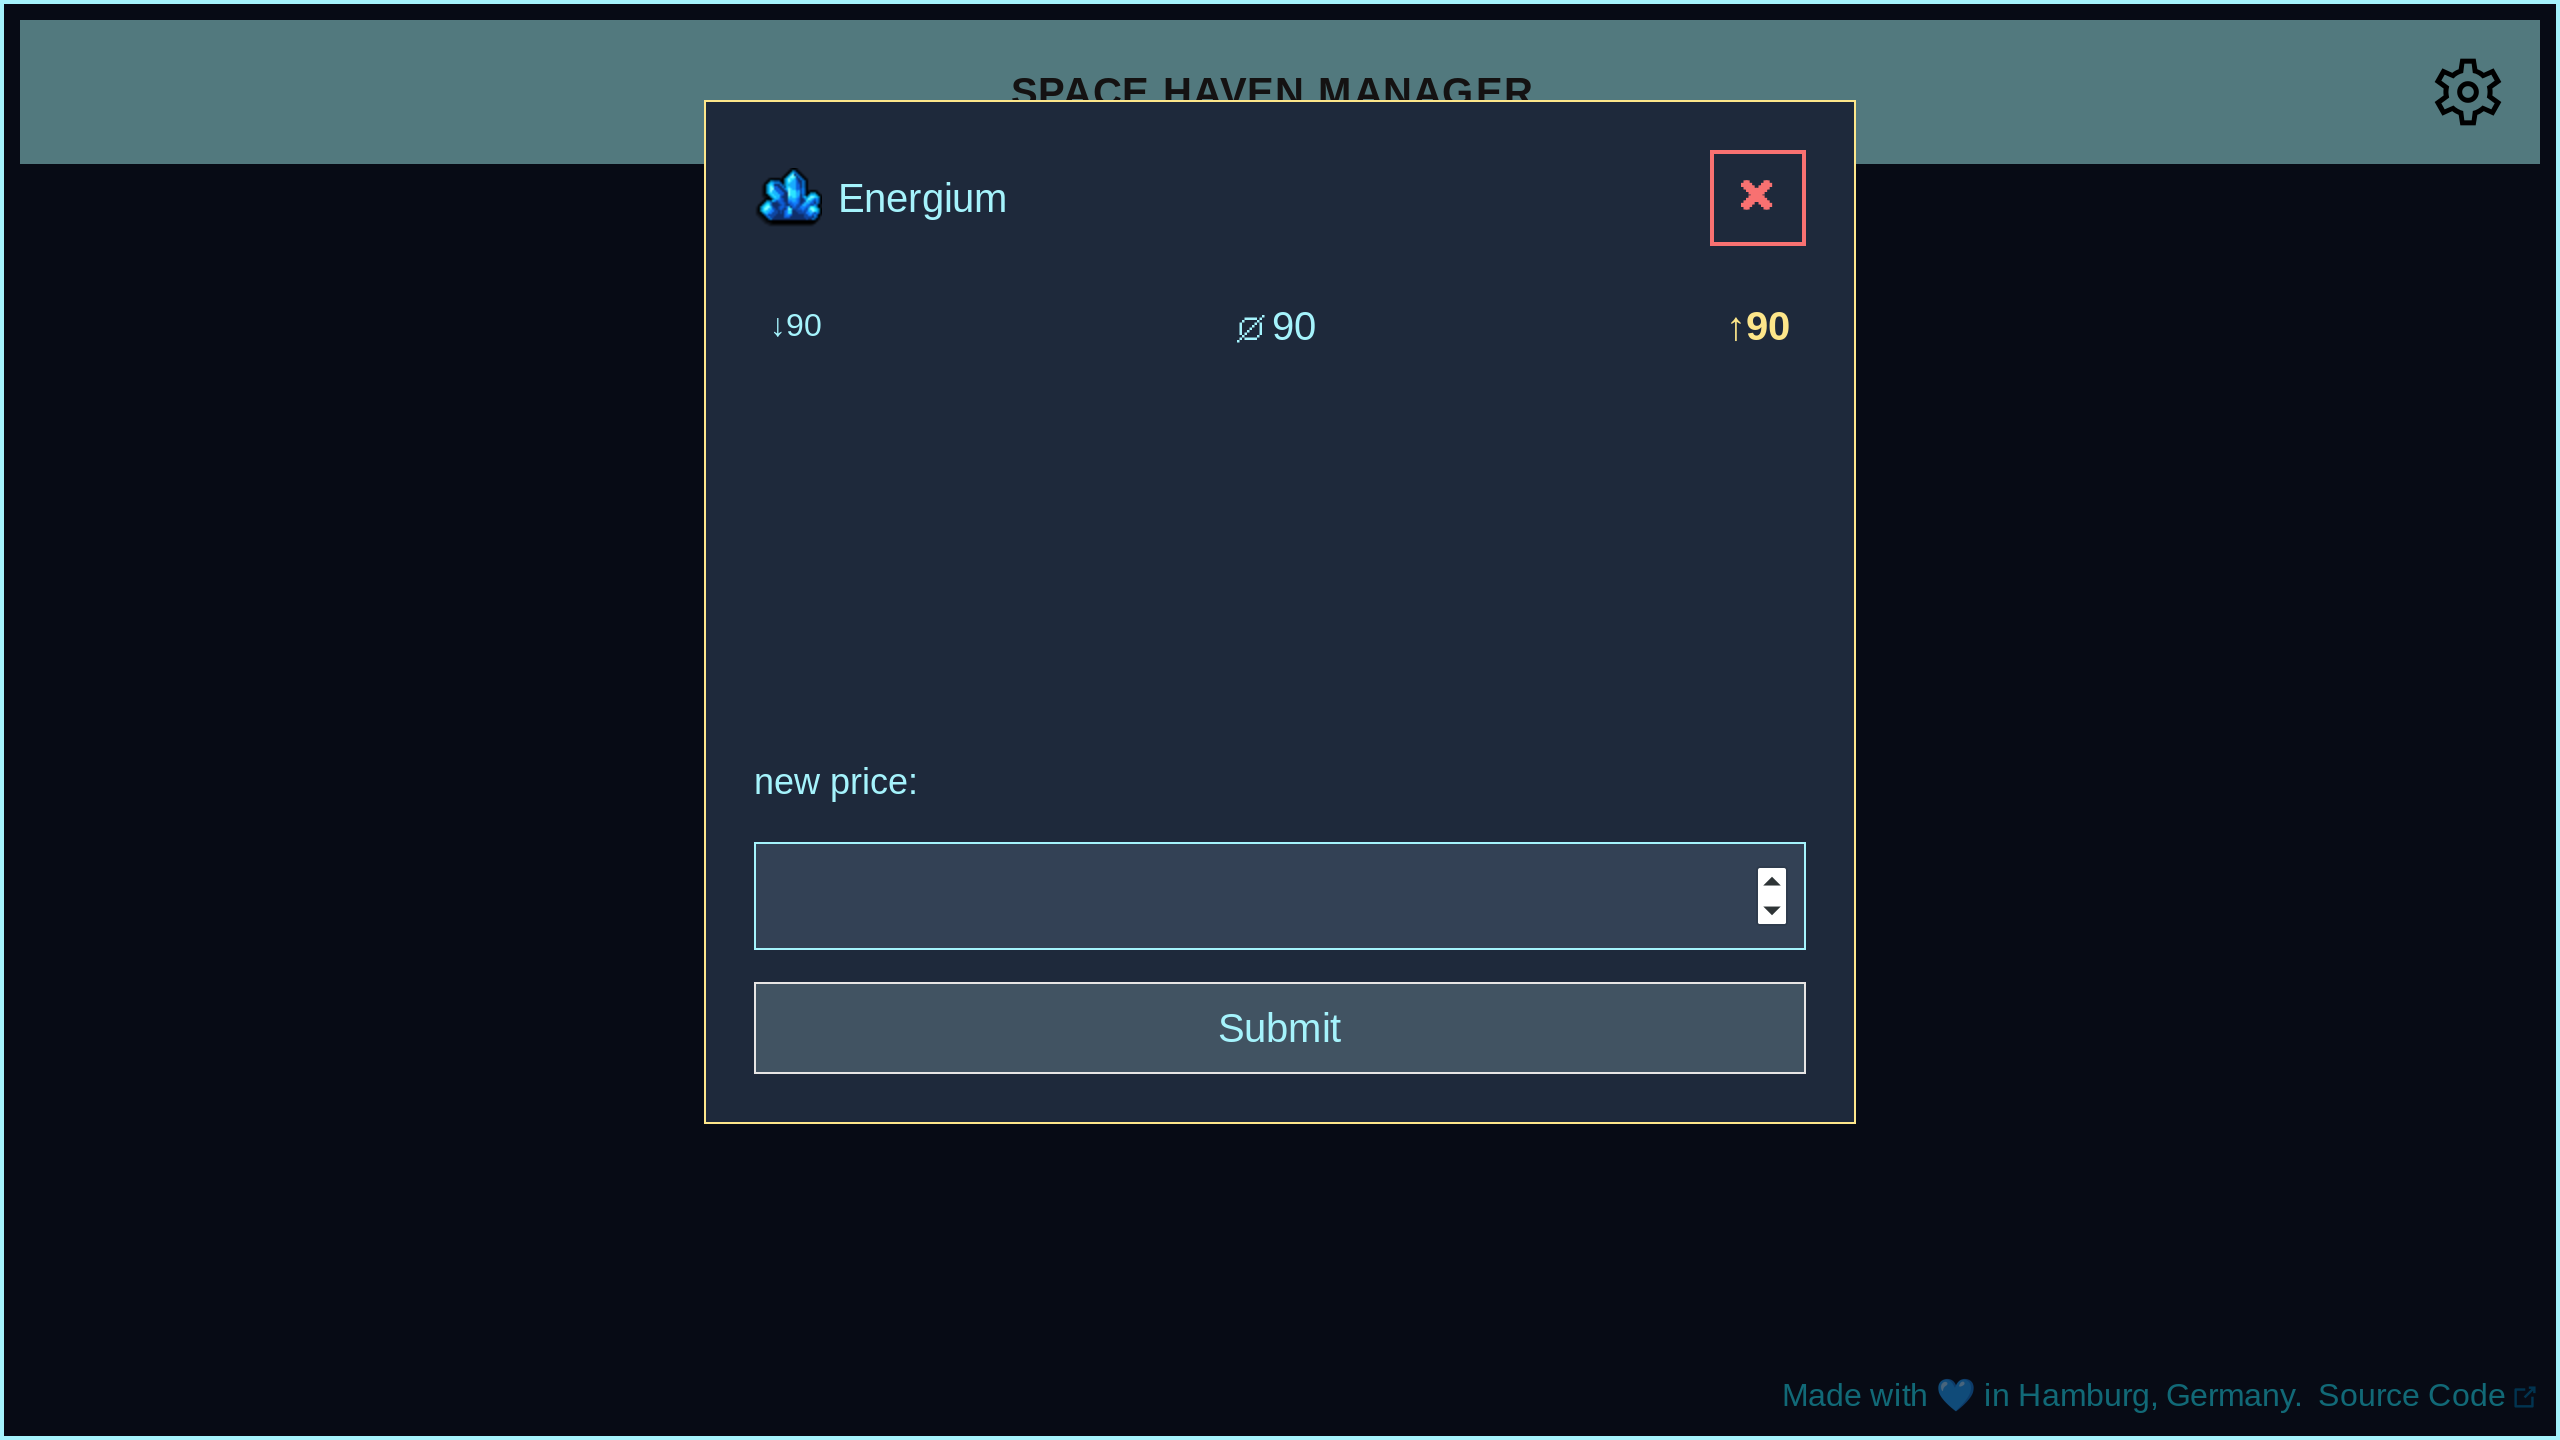 SPACE HAVEN MANAGER
Energium
↓90
⌀ 90
↑90
new price:
Submit
Made with 💙 in Hamburg, Germany. Source Code